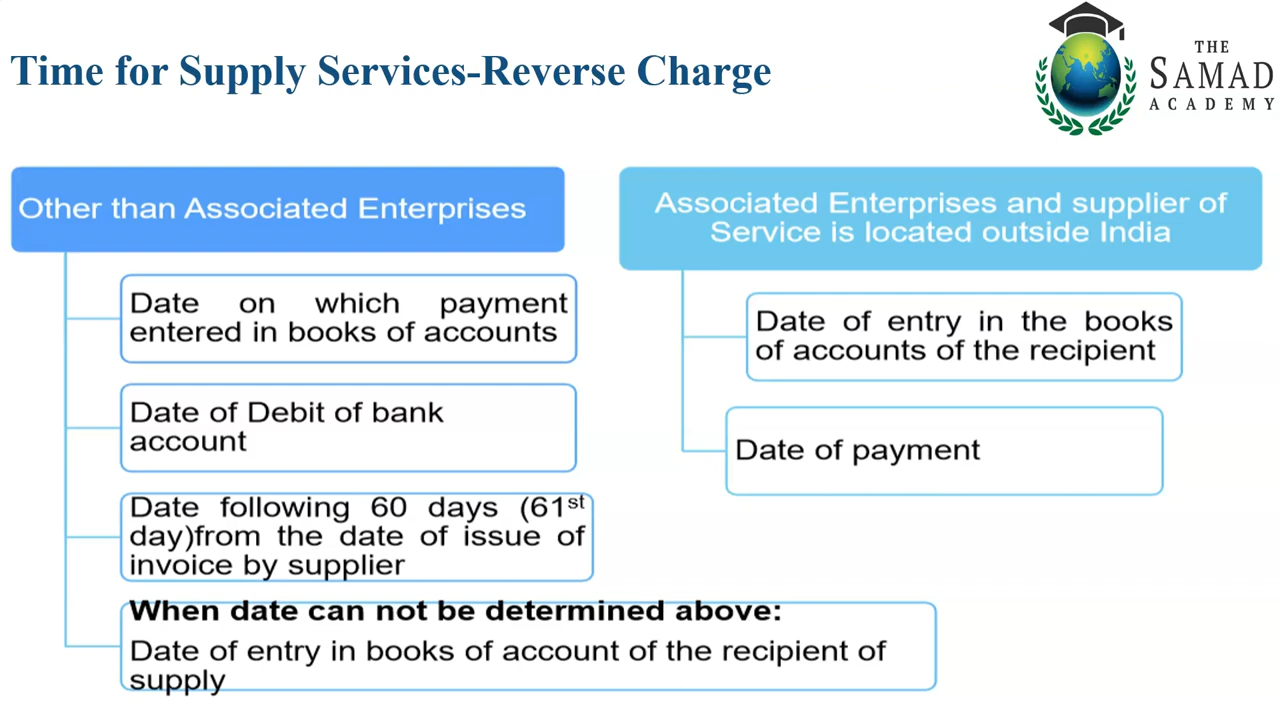 Time for Supply Services-Reverse Charge
THE
SAMAD
ACADEMY
Other than Associated Enterprises
Date on which payment
entered in books of accounts
Date of Debit of bank
account
Date following 60 days (61st
day)from the date of issue of
invoice by supplier
When date can not be determined above:
Date of entry in books of account of the recipient of
supply
Associated Enterprises and supplier of
Service is located outside India
Date of entry in the books
of accounts of the recipient
Date of payment